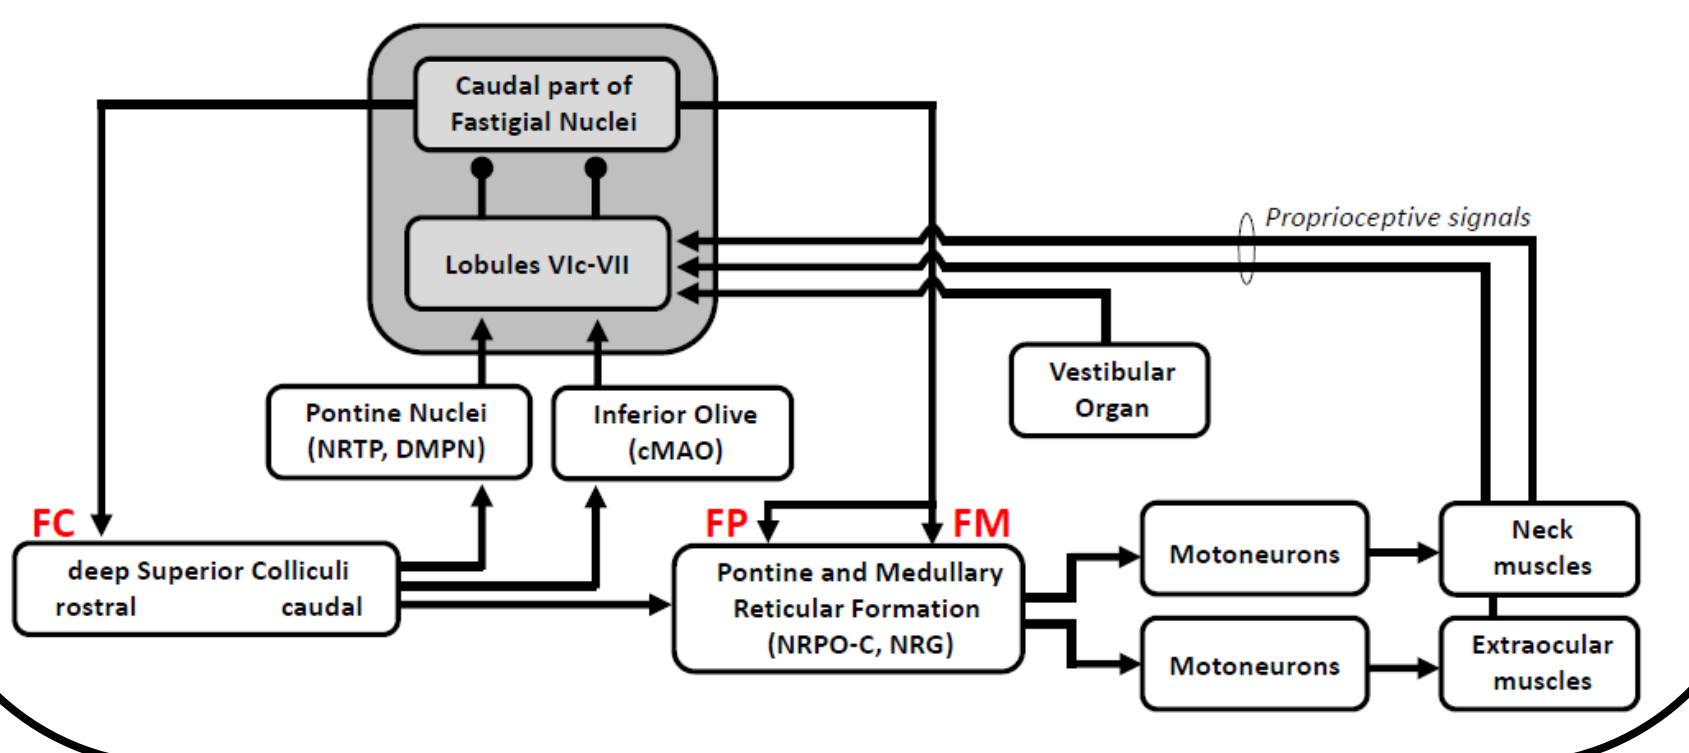 Caudal part of
Fastigial Nuclei
Proprioceptive signals
Lobules VIc-VII
Vestibular
Organ
Pontine Nuclei
(NRTP, DMPN)
Inferior Olive
(cMAO)
FC
FP
FM
deep Superior Colliculi
rostral caudal
Pontine and Medullary
Reticular Formation
(NRPO-C, NRG)
Motoneurons
Neck
muscles
Motoneurons
Extraocular
muscles